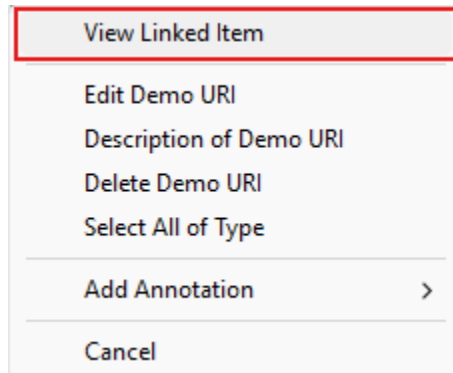 View Linked Item
Edit Demo URI
Description of Demo URI
Delete Demo URI
Select All of Type
Add Annotation
Cancel